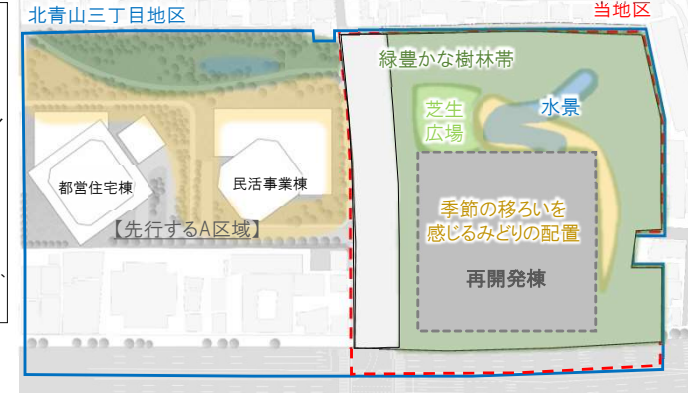 北青山三丁目地区
当地区
緑豊かな樹林帯
芝生
広場
水景
都営住宅棟
民活事業棟
【先行するA区域】
季節の移ろいを
感じるみどりの配置
再開発棟